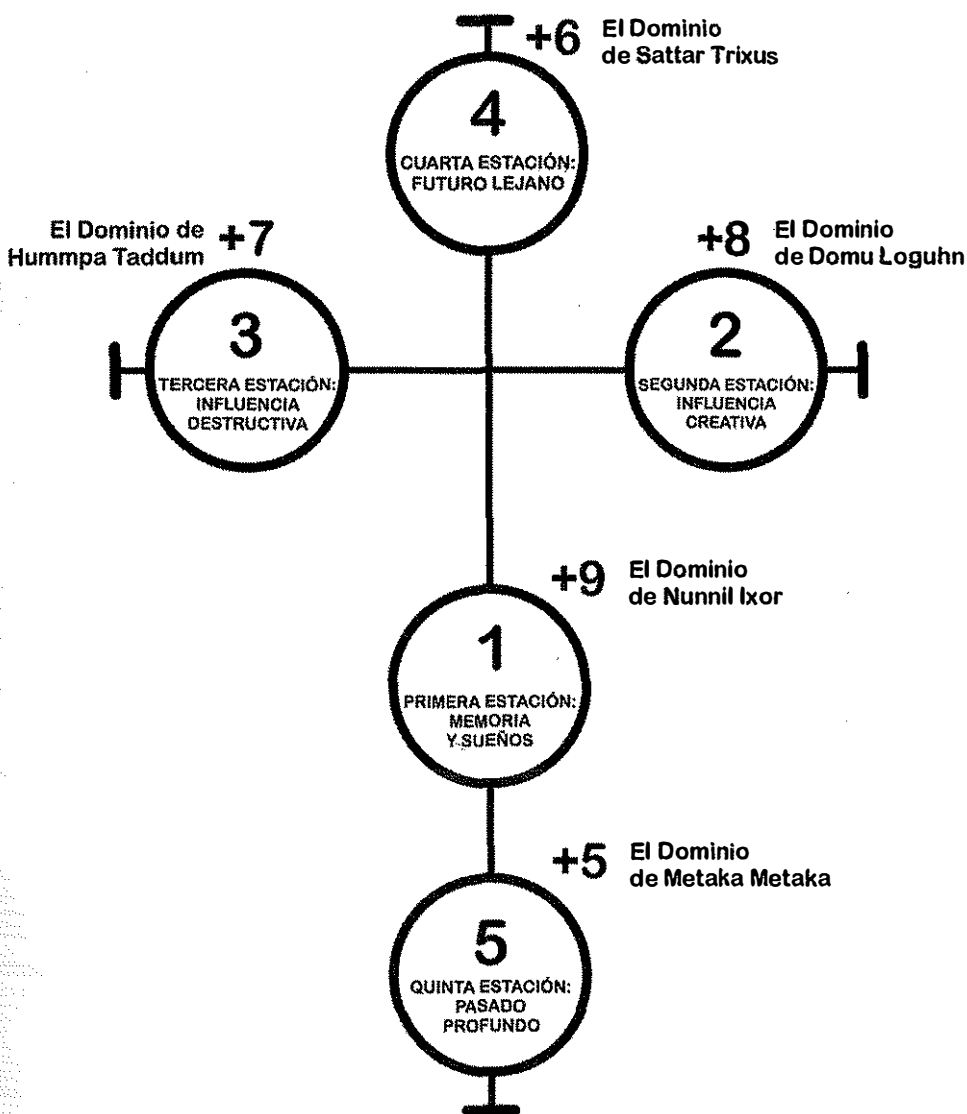 +6
El Dominio
de Sattar Trixus
4
CUARTA ESTACIÓN:
FUTURO LEJANO
El Dominio de
Hummpa Taddum
+7
+8
El Dominio
de Domu Loguhn
3
TERCERA ESTACIÓN:
INFLUENCIA
DESTRUCTIVA
2
SEGUNDA ESTACIÓN:
INFLUENCIA
CREATIVA
+9
El Dominio
de Nunnil Ixor
1
PRIMERA ESTACIÓN:
MEMORIA
Y SUEÑOS
+5
El Dominio
de Metaka Metaka
5
QUINTA ESTACIÓN:
PASADO
PROFUNDO